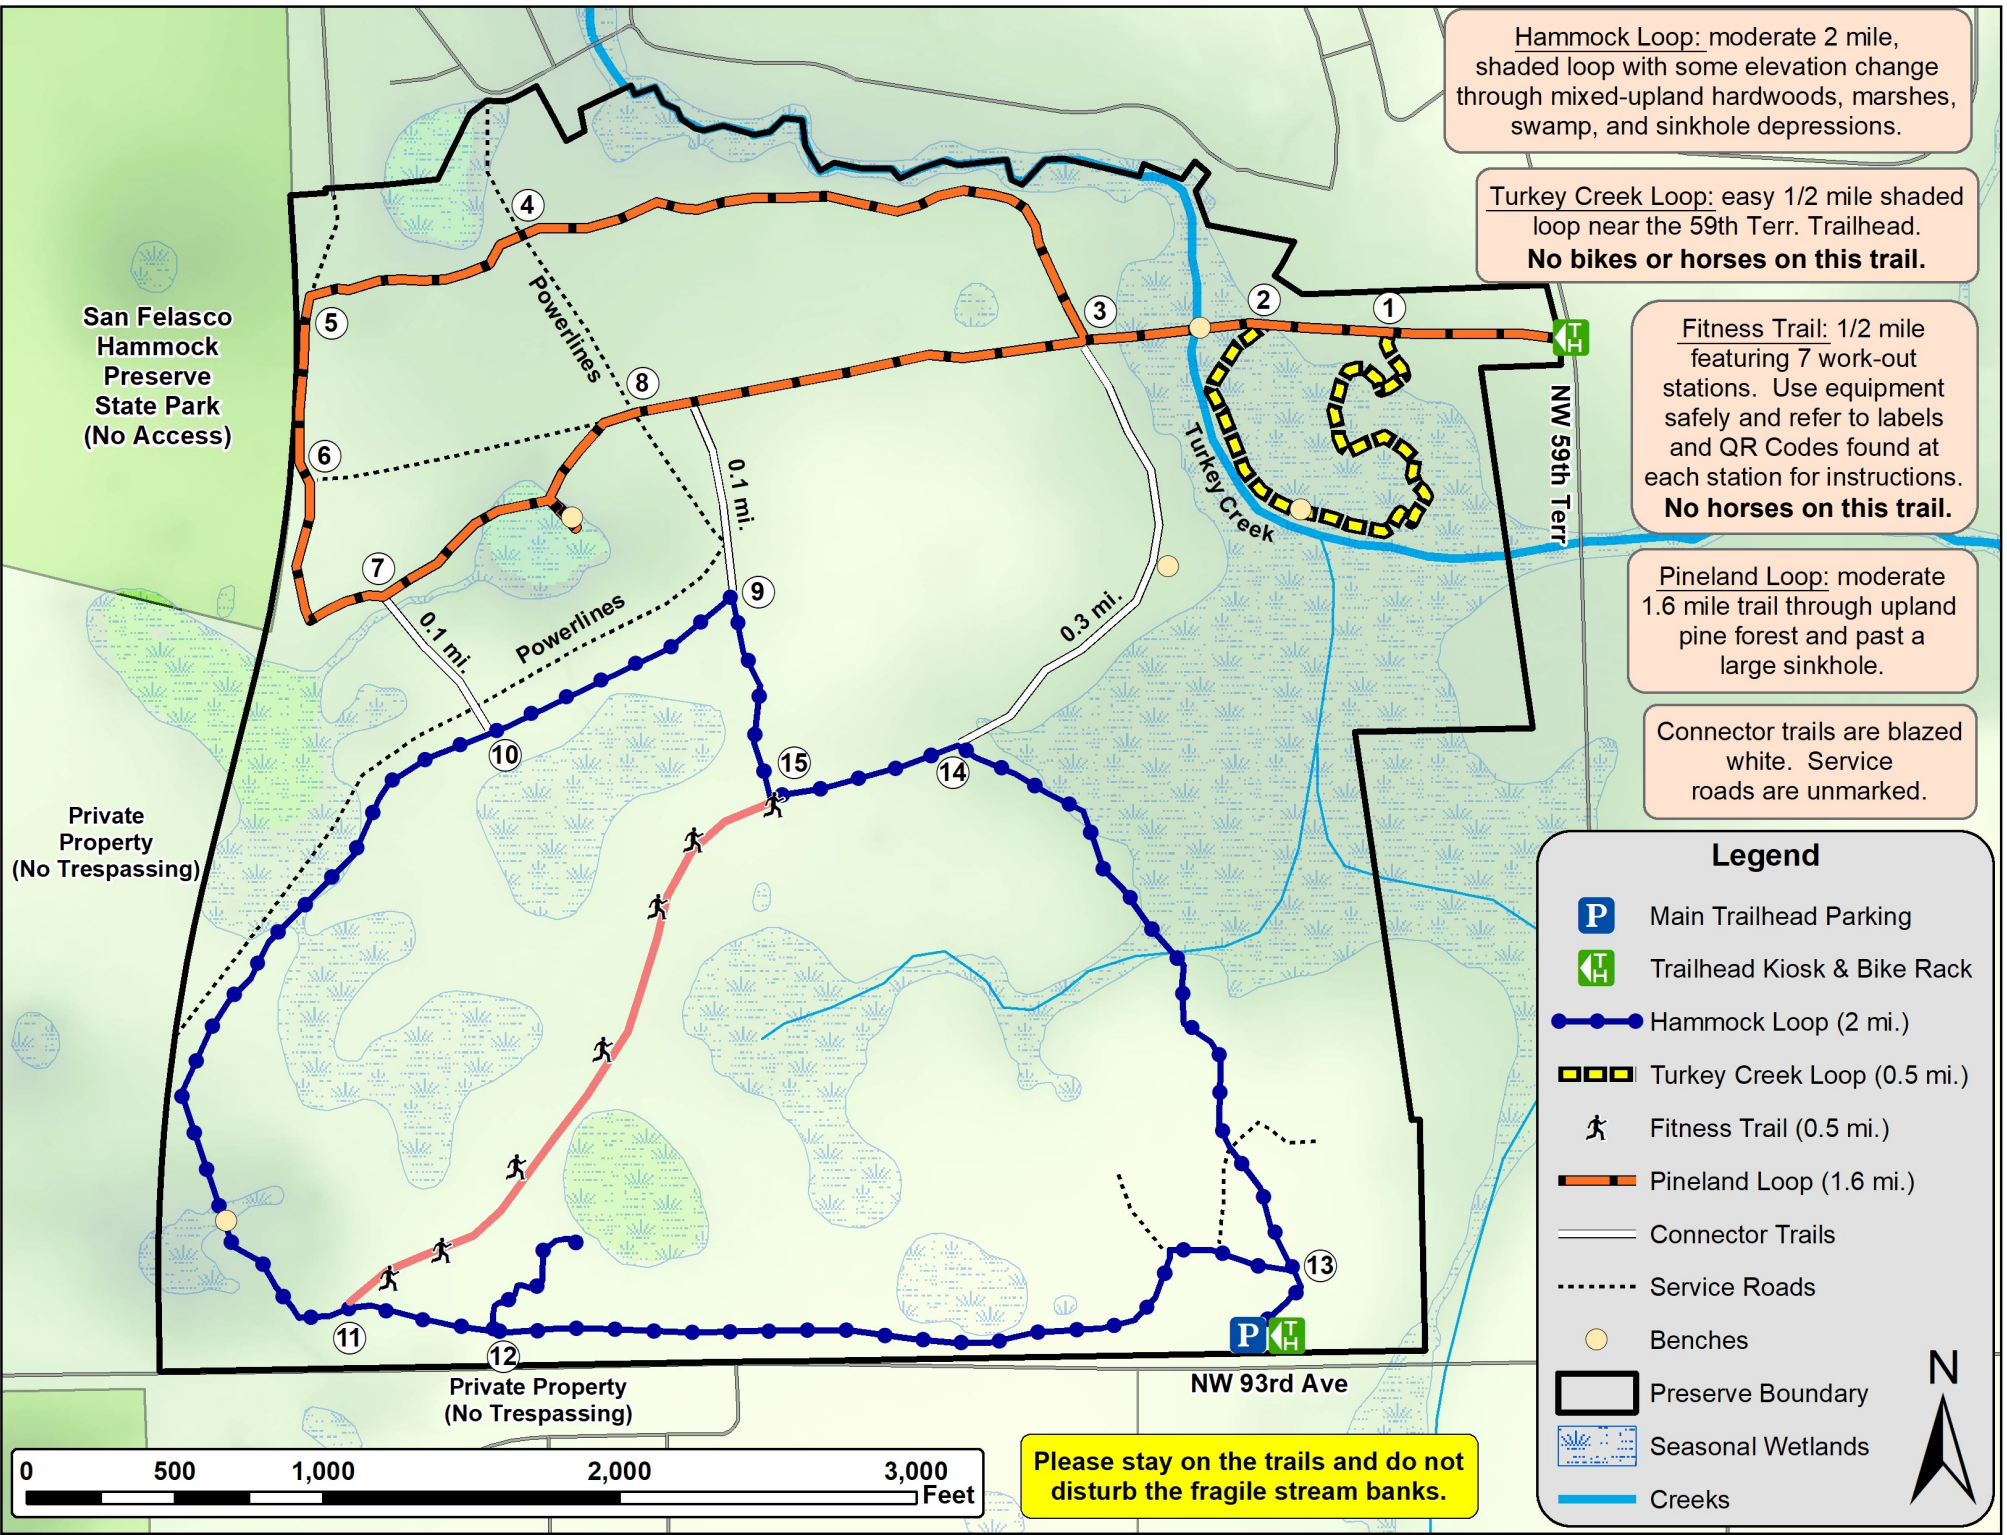 Hammock Loop: moderate 2 mile,
shaded loop with some elevation change
through mixed-upland hardwoods, marshes,
swamp, and sinkhole depressions.
Turkey Creek Loop: easy 1/2 mile shaded
loop near the 59th Terr. Trailhead.
No bikes or horses on this trail.
Fitness Trail: 1/2 mile
featuring 7 work-out
stations. Use equipment
safely and refer to labels
and QR Codes found at
each station for instructions.
No horses on this trail.
Pineland Loop: moderate
1.6 mile trail through upland
pine forest and past a
large sinkhole.
Connector trails are blazed
white. Service
roads are unmarked.
San Felasco
Hammock
Preserve
State Park
(No Access)
Private
Property
(No Trespassing)
4
5
6
7
8
3
2
1
TH
9
10
15
14
11
12
13
P
TH
Powerlines
Powerlines
0.1 mi.
0.1 mi.
0.3 mi.
Turkey Creek
NW 59th Terr
NW 93rd Ave
Private Property
(No Trespassing)
0 500 1,000 2,000 3,000
Feet
Please stay on the trails and do not
disturb the fragile stream banks.
Legend
P Main Trailhead Parking
TH Trailhead Kiosk & Bike Rack
Hammock Loop (2 mi.)
Turkey Creek Loop (0.5 mi.)
Fitness Trail (0.5 mi.)
Pineland Loop (1.6 mi.)
Connector Trails
Service Roads
Benches
Preserve Boundary
Seasonal Wetlands
Creeks
N